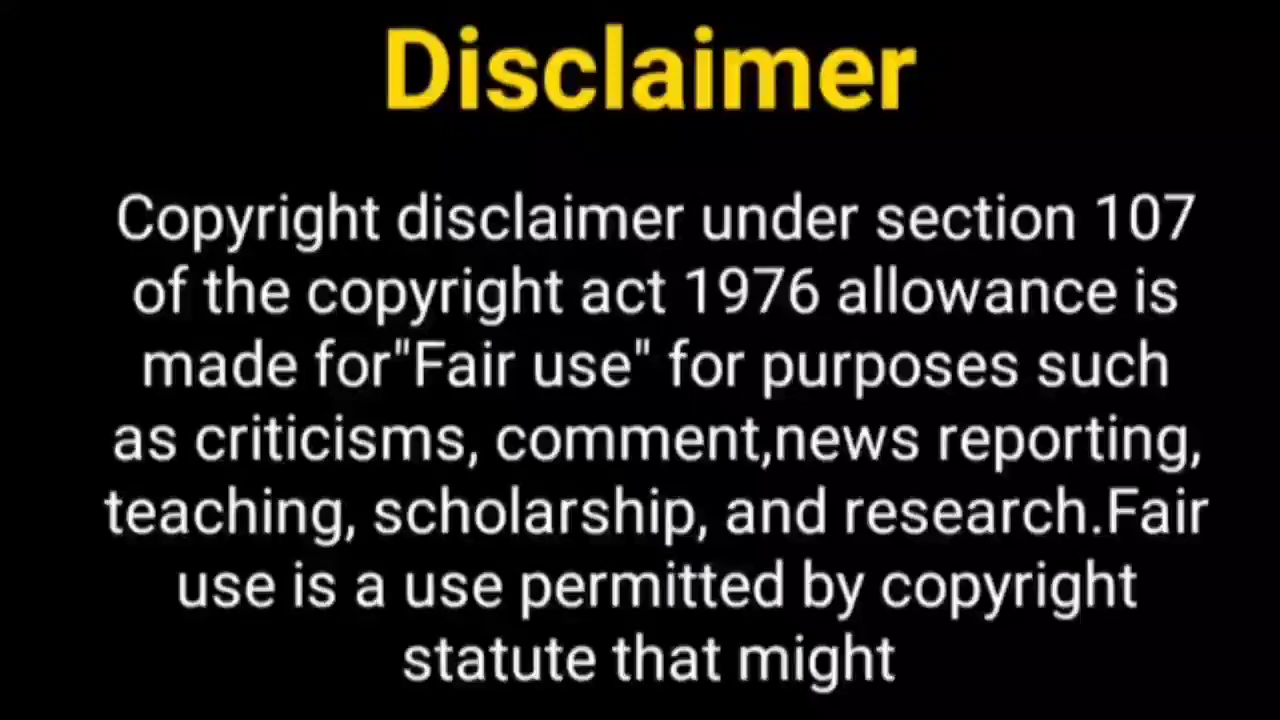 Disclaimer
Copyright disclaimer under section 107
of the copyright act 1976 allowance is
made for"Fair use" for purposes such
as criticisms, comment,news reporting,
teaching, scholarship, and research.Fair
use is a use permitted by copyright
statute that might